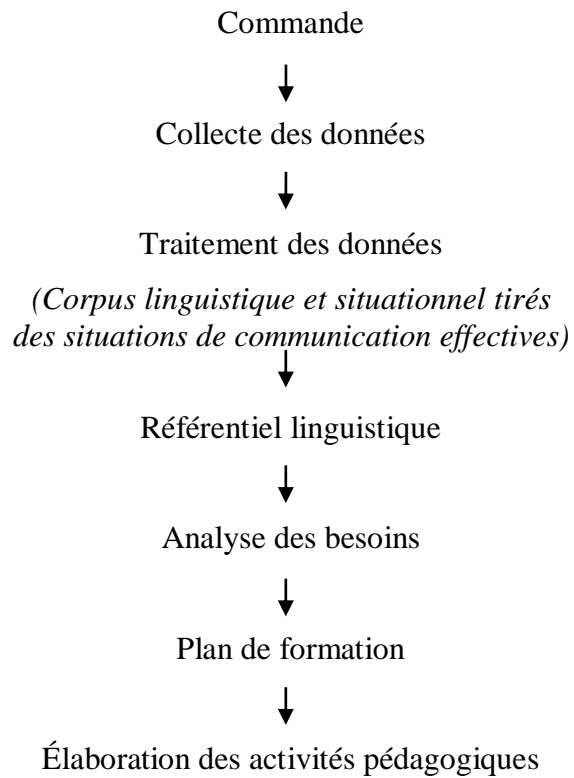 Commande
Collecte des données
Traitement des données
(Corpus linguistique et situationnel tirés
des situations de communication effectives)
Référentiel linguistique
Analyse des besoins
Plan de formation
Élaboration des activités pédagogiques